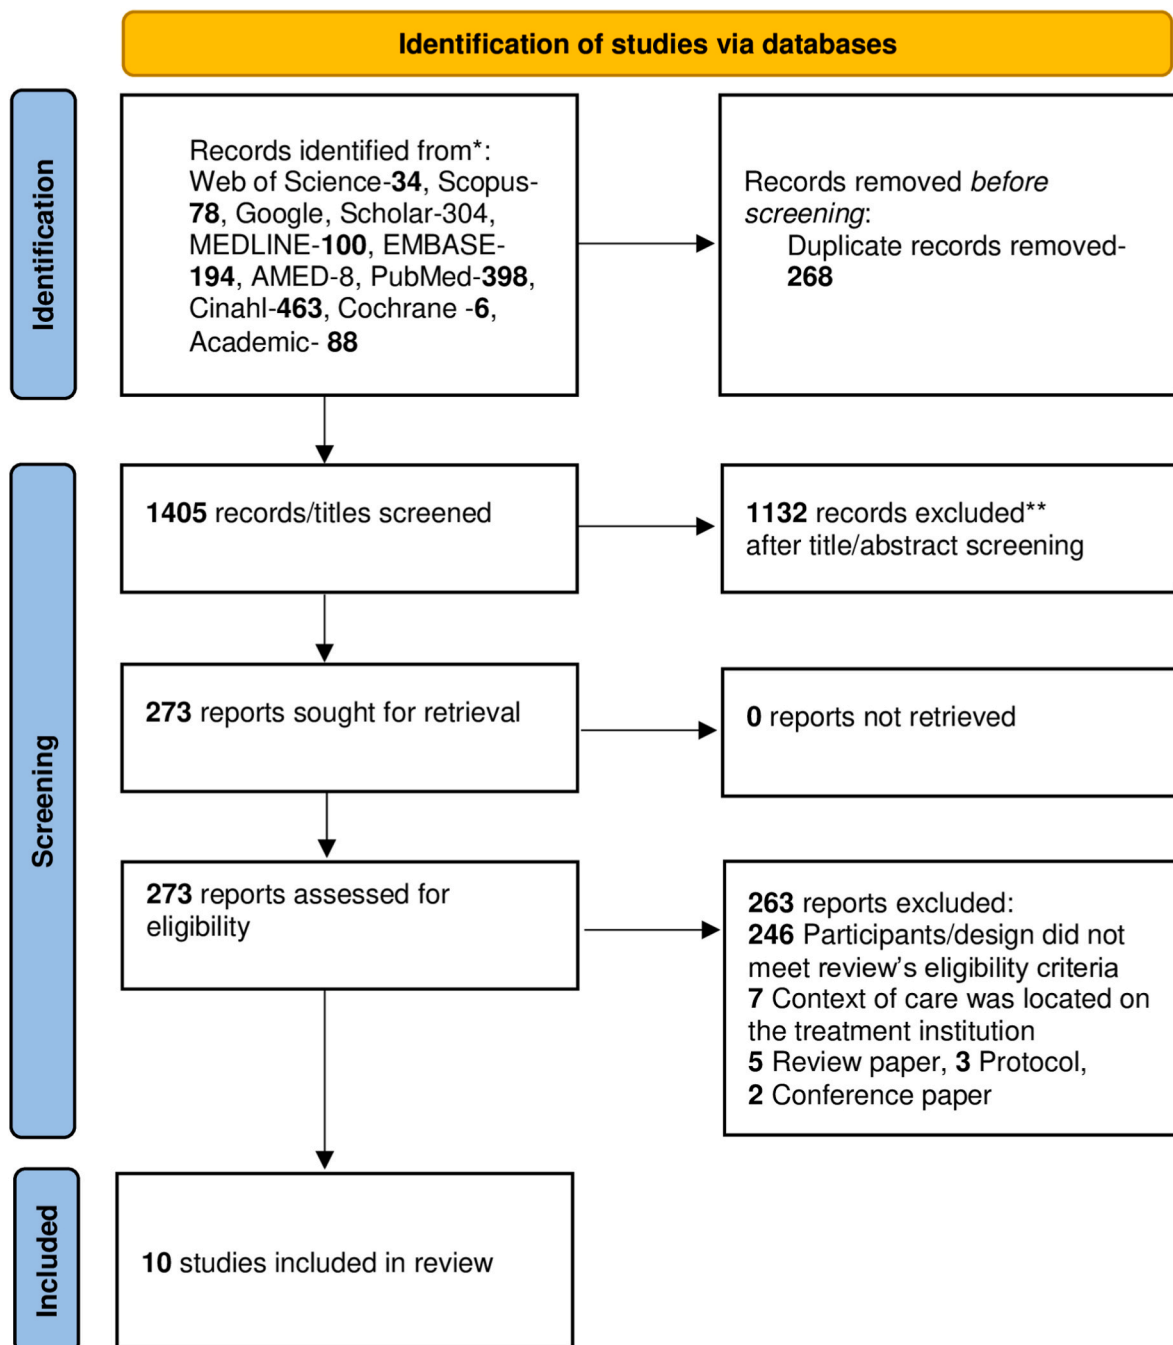 Identification of studies via databases
Identification
Records identified from*:
Web of Science-34, Scopus-
78, Google, Scholar-304,
MEDLINE-100, EMBASE-
194, AMED-8, PubMed-398,
Cinahl-463, Cochrane -6,
Academic- 88
Records removed before
screening:
Duplicate records removed-
268
Screening
1405 records/titles screened
1132 records excluded**
after title/abstract screening
273 reports sought for retrieval
0 reports not retrieved
273 reports assessed for
eligibility
263 reports excluded:
246 Participants/design did not
meet review’s eligibility criteria
7 Context of care was located on
the treatment institution
5 Review paper, 3 Protocol,
2 Conference paper
Included
10 studies included in review